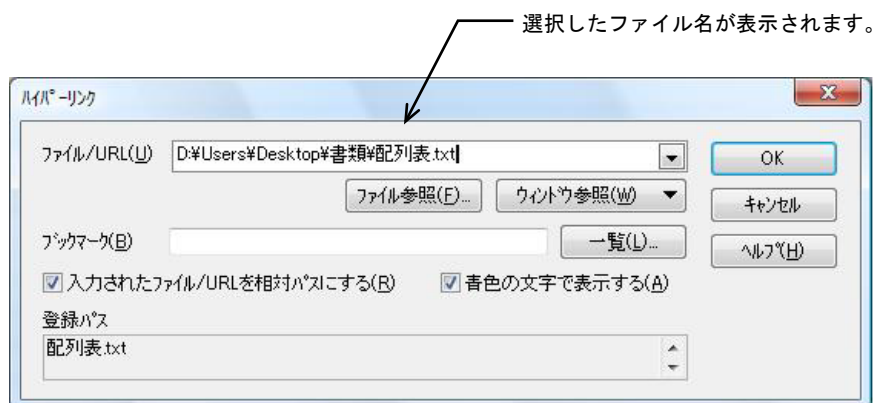 選択したファイル名が表示されます。
ﾊｲﾊﾟｰﾘﾝｸ
ﾌｧｲﾙ/URL(U) D:¥Users¥Desktop¥書類¥配列表.txt OK
ﾌｧｲﾙ参照(F)... ｳｨﾝﾄﾞｳ参照(W) ｷｬﾝｾﾙ
ﾌﾞｯｸﾏｰｸ(B) 一覧(L)... ﾍﾙﾌﾟ(H)
入力されたﾌｧｲﾙ/URLを相対ﾊﾟｽにする(R) 青色の文字で表示する(A)
登録ﾊﾟｽ
配列表.txt